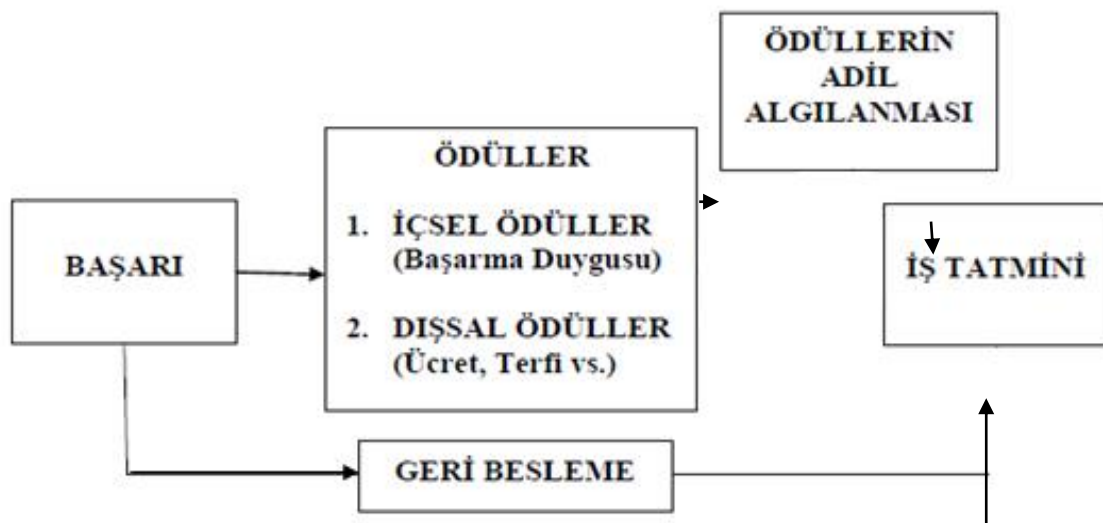 ÖDÜLLERİN
ADİL
ALGILANMASI
ÖDÜLLER
1. İÇSEL ÖDÜLLER
(Başarma Duygusu)
2. DIŞSAL ÖDÜLLER
(Ücret, Terfi vs.)
BAŞARI
İŞ TATMİNİ
GERİ BESLEME